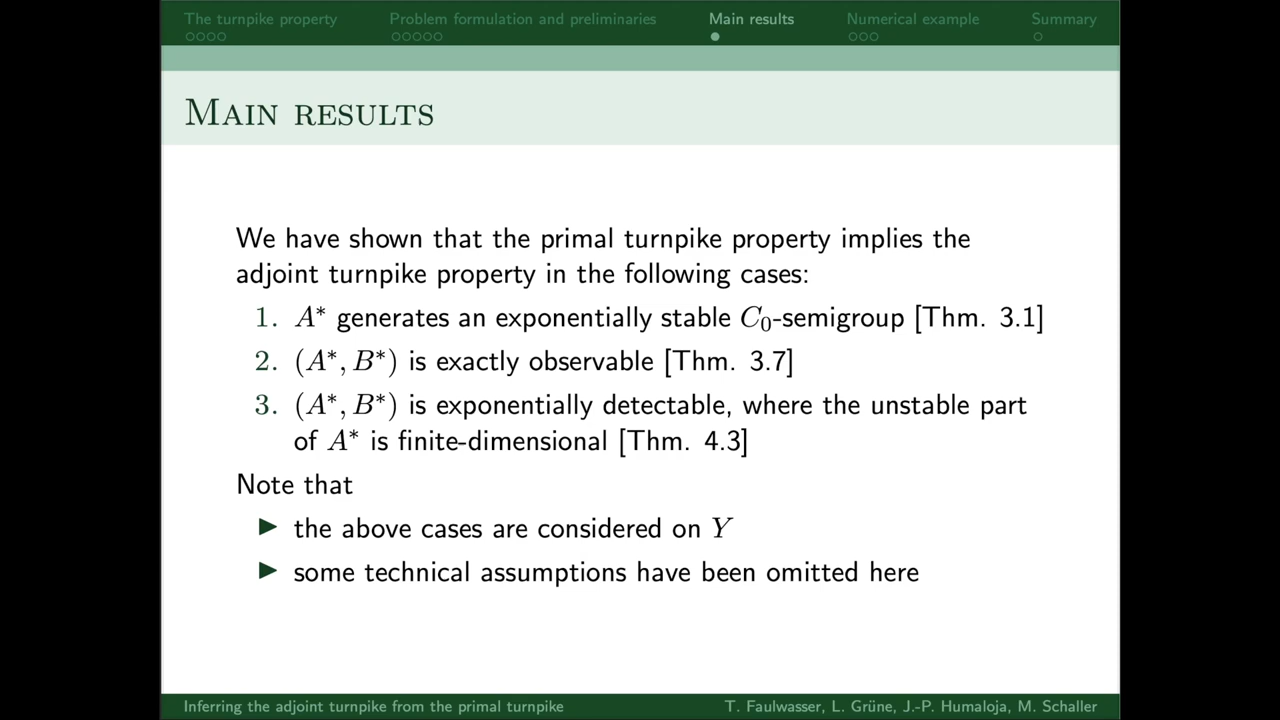 The turnpike property Problem formulation and preliminaries Main results Numerical example Summary
Main results
We have shown that the primal turnpike property implies the
adjoint turnpike property in the following cases:
1. A* generates an exponentially stable C₀-semigroup [Thm. 3.1]
2. (A*, B*) is exactly observable [Thm. 3.7]
3. (A*, B*) is exponentially detectable, where the unstable part
of A* is finite-dimensional [Thm. 4.3]
Note that
▶ the above cases are considered on Y
▶ some technical assumptions have been omitted here
Inferring the adjoint turnpike from the primal turnpike T. Faulwasser, L. Grüne, J.-P. Humaloja, M. Schaller